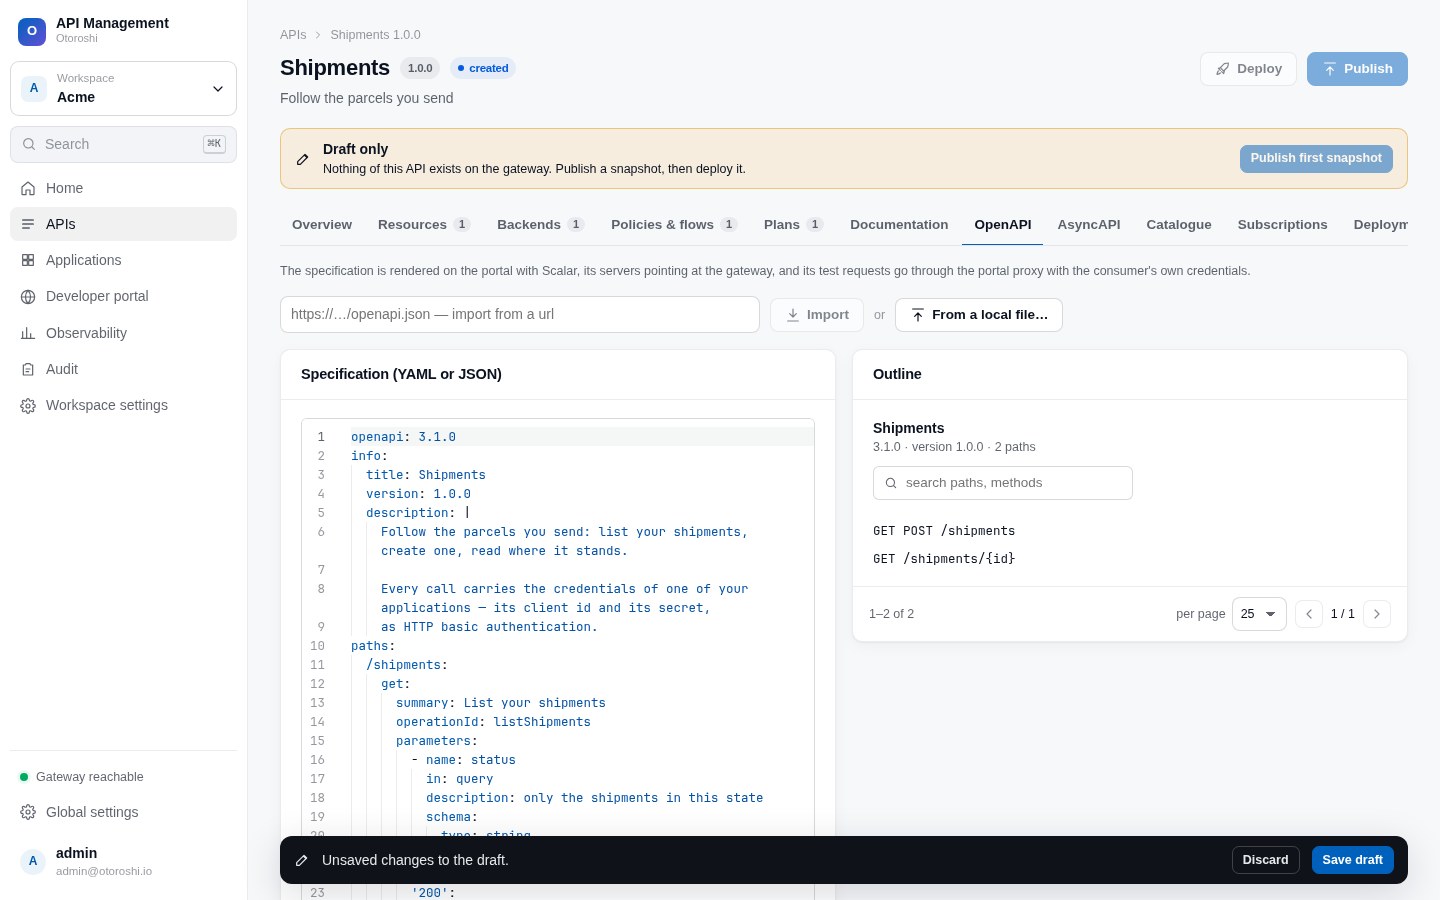 O
API Management
Otoroshi
A
Workspace
Acme
Search
⌘K
Home
APIs
Applications
Developer portal
Observability
Audit
Workspace settings
Gateway reachable
Global settings
A
admin
admin@otoroshi.io
APIs
Shipments 1.0.0
Shipments
1.0.0
created
Deploy
Publish
Follow the parcels you send
Draft only
Nothing of this API exists on the gateway. Publish a snapshot, then deploy it.
Publish first snapshot
Overview
Resources 1
Backends 1
Policies & flows 1
Plans 1
Documentation
OpenAPI
AsyncAPI
Catalogue
Subscriptions
Deploym
The specification is rendered on the portal with Scalar, its servers pointing at the gateway, and its test requests go through the portal proxy with the consumer's own credentials.
https://…/openapi.json — import from a url
Import
or
From a local file…
Specification (YAML or JSON)
1 openapi: 3.1.0
2 info:
3 title: Shipments
4 version: 1.0.0
5 description: |
6 Follow the parcels you send: list your shipments,
create one, read where it stands.
7
8 Every call carries the credentials of one of your
applications — its client id and its secret,
9 as HTTP basic authentication.
10 paths:
11 /shipments:
12 get:
13 summary: List your shipments
14 operationId: listShipments
15 parameters:
16 - name: status
17 in: query
18 description: only the shipments in this state
19 schema:
20 type: string
23 '200':
Outline
Shipments
3.1.0 · version 1.0.0 · 2 paths
search paths, methods
GET POST /shipments
GET /shipments/{id}
1–2 of 2
per page
25
1 / 1
Unsaved changes to the draft.
Discard
Save draft